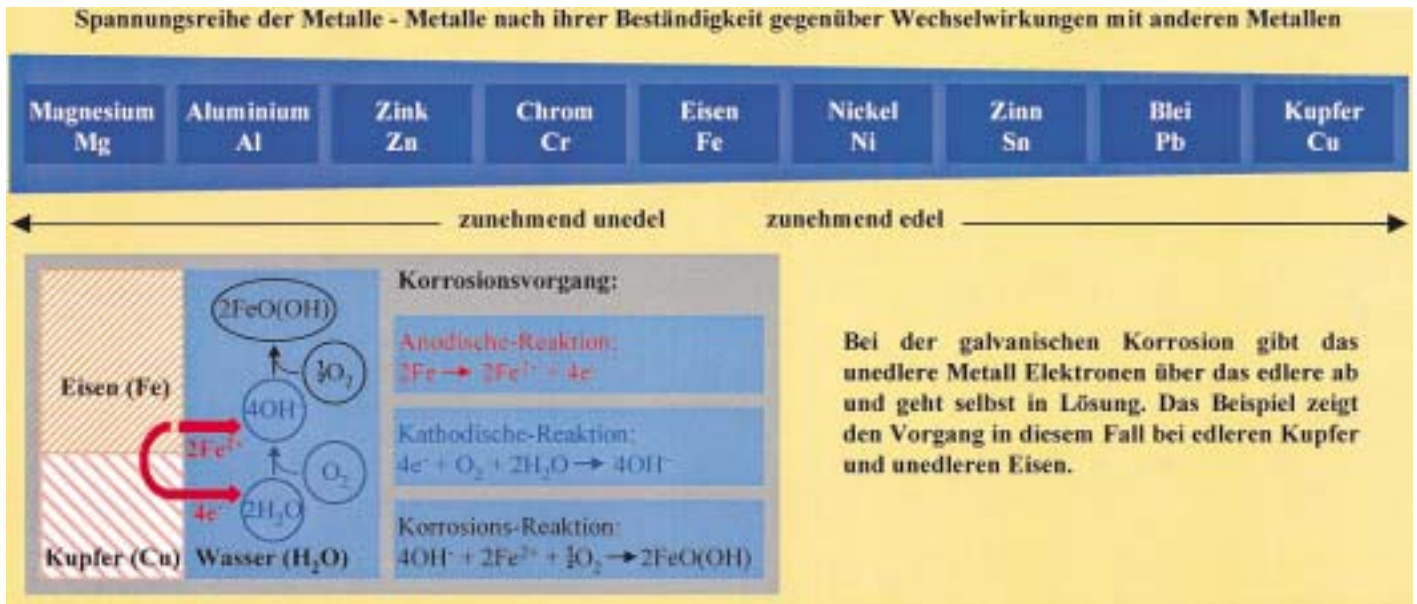 Spannungsreihe der Metalle - Metalle nach ihrer Beständigkeit gegenüber Wechselwirkungen mit anderen Metallen
Magnesium Aluminium Zink Chrom Eisen Nickel Zinn Blei Kupfer
Mg Al Zn Cr Fe Ni Sn Pb Cu
zunehmend unedel zunehmend edel
Eisen (Fe)
Kupfer (Cu)
2FeO(OH)
½O₂
4OH⁻
2Fe²⁺
O₂
4e⁻
2H₂O
Wasser (H₂O)
Korrosionsvorgang:
Anodische-Reaktion:
2Fe → 2Fe²⁺ + 4e⁻
Kathodische-Reaktion:
4e⁻ + O₂ + 2H₂O → 4OH⁻
Korrosions-Reaktion:
4OH⁻ + 2Fe²⁺ + ½O₂ → 2FeO(OH)
Bei der galvanischen Korrosion gibt das
unedlere Metall Elektronen über das edlere ab
und geht selbst in Lösung. Das Beispiel zeigt
den Vorgang in diesem Fall bei edleren Kupfer
und unedleren Eisen.